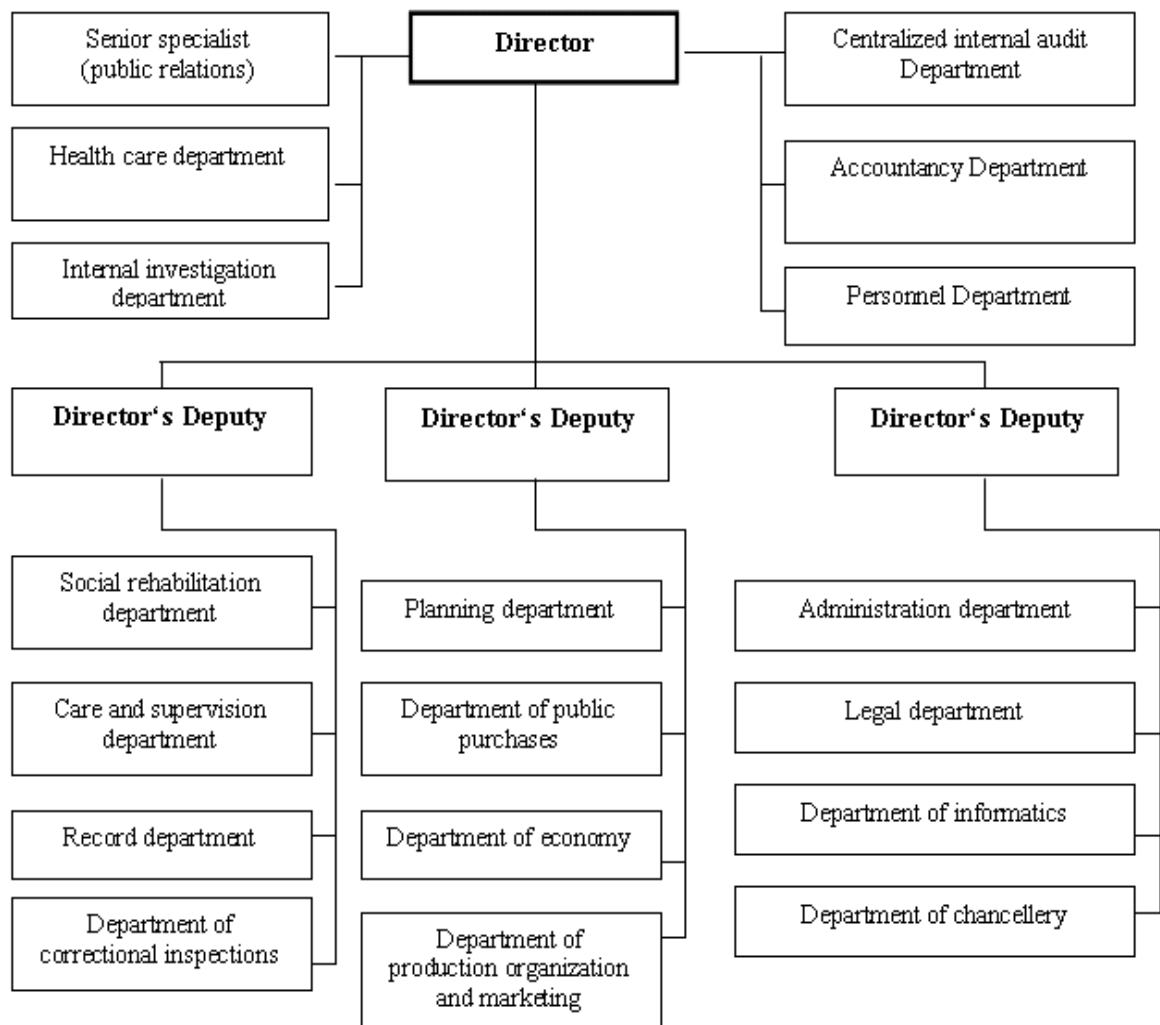 Senior specialist
(public relations)
Director
Centralized internal audit
Department
Health care department
Accountancy Department
Internal investigation
department
Personnel Department
Director‘s Deputy
Director‘s Deputy
Director‘s Deputy
Social rehabilitation
department
Planning department
Administration department
Care and supervision
department
Department of public
purchases
Legal department
Record department
Department of economy
Department of informatics
Department of
correctional inspections
Department of
production organization
and marketing
Department of chancellery